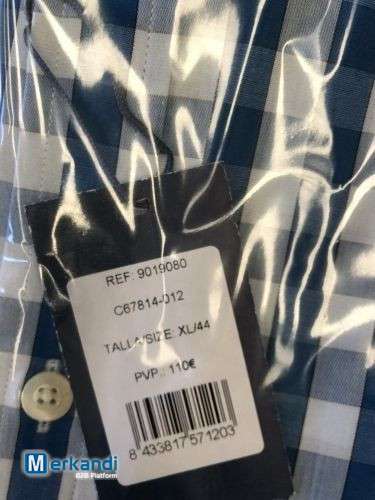 REF: 9019080
C67814-012
TALLA/SIZE: XL/44
PVP.: 110€
8 433817 571203
Merkandi
B2B Platform